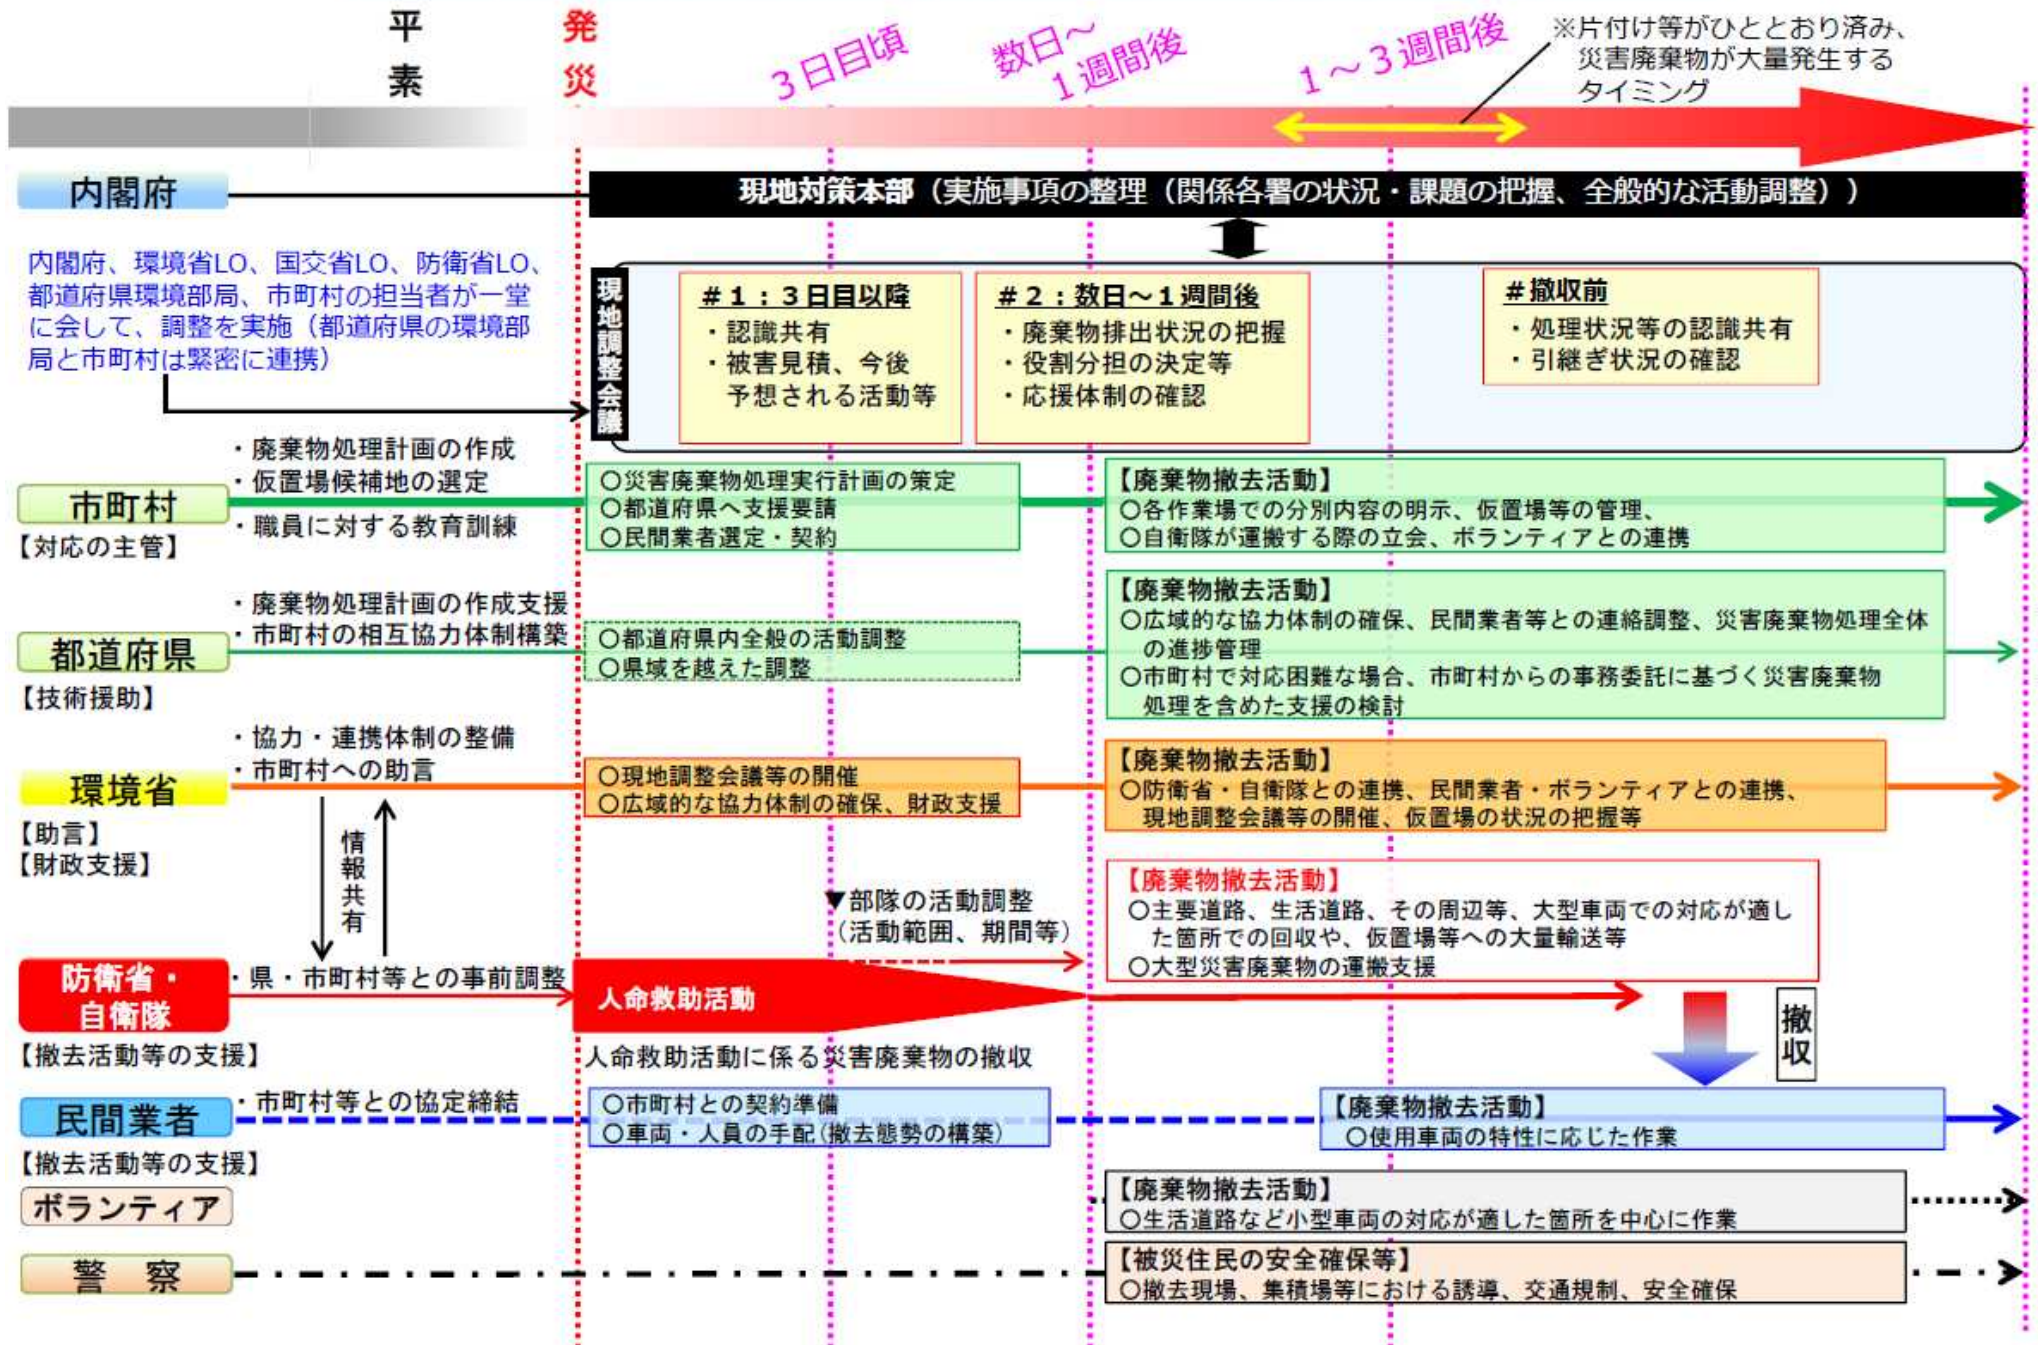 平素
発災
3日目頃
数日～
1週間後
1～3週間後
※片付け等がひととおり済み、
災害廃棄物が大量発生する
タイミング
内閣府
現地対策本部（実施事項の整理（関係各署の状況・課題の把握、全般的な活動調整））
内閣府、環境省LO、国交省LO、防衛省LO、
都道府県環境部局、市町村の担当者が一堂
に会して、調整を実施（都道府県の環境部
局と市町村は緊密に連携）
現地調整会議
＃1：3日目以降
・認識共有
・被害見積、今後
予想される活動等
＃2：数日～1週間後
・廃棄物排出状況の把握
・役割分担の決定等
・応援体制の確認
＃撤収前
・処理状況等の認識共有
・引継ぎ状況の確認
市町村
【対応の主管】
・廃棄物処理計画の作成
・仮置場候補地の選定
・職員に対する教育訓練
○災害廃棄物処理実行計画の策定
○都道府県へ支援要請
○民間業者選定・契約
【廃棄物撤去活動】
○各作業場での分別内容の明示、仮置場等の管理、
○自衛隊が運搬する際の立会、ボランティアとの連携
都道府県
【技術援助】
・廃棄物処理計画の作成支援
・市町村の相互協力体制構築
○都道府県内全般の活動調整
○県域を越えた調整
【廃棄物撤去活動】
○広域的な協力体制の確保、民間業者等との連絡調整、災害廃棄物処理全体
の進捗管理
○市町村で対応困難な場合、市町村からの事務委託に基づく災害廃棄物
処理を含めた支援の検討
環境省
【助言】
【財政支援】
・協力・連携体制の整備
・市町村への助言
○現地調整会議等の開催
○広域的な協力体制の確保、財政支援
【廃棄物撤去活動】
○防衛省・自衛隊との連携、民間業者・ボランティアとの連携、
現地調整会議等の開催、仮置場の状況の把握等
情報共有
防衛省・
自衛隊
【撤去活動等の支援】
・県・市町村等との事前調整
人命救助活動
人命救助活動に係る災害廃棄物の撤収
▼部隊の活動調整
（活動範囲、期間等）
【廃棄物撤去活動】
○主要道路、生活道路、その周辺等、大型車両での対応が適し
た箇所での回収や、仮置場等への大量輸送等
○大型災害廃棄物の運搬支援
撤収
民間業者
【撤去活動等の支援】
・市町村等との協定締結
○市町村との契約準備
○車両・人員の手配（撤去態勢の構築）
【廃棄物撤去活動】
○使用車両の特性に応じた作業
ボランティア
【廃棄物撤去活動】
○生活道路など小型車両の対応が適した箇所を中心に作業
警察
【被災住民の安全確保等】
○撤去現場、集積場等における誘導、交通規制、安全確保